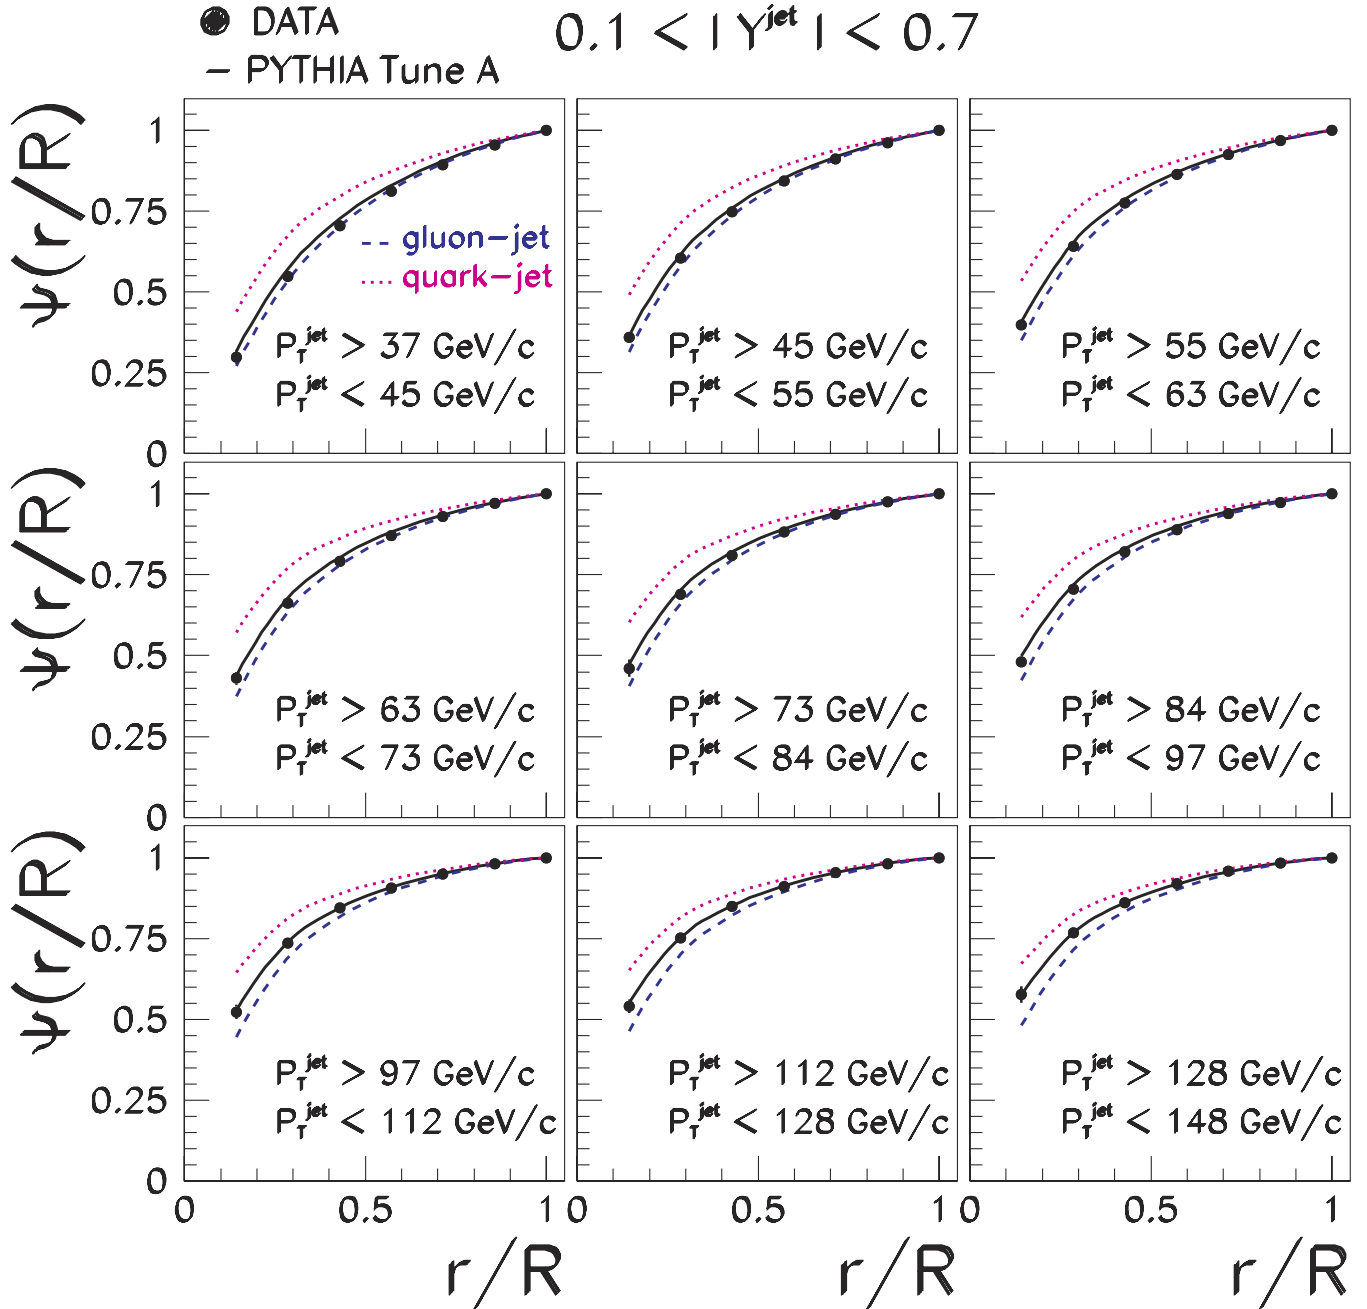 DATA
0.1 < | Y^jet | < 0.7
– PYTHIA Tune A
Ψ(r/R)
1
0.75
0.5
0.25
0
gluon-jet
quark-jet
P_T^jet > 37 GeV/c
P_T^jet < 45 GeV/c
P_T^jet > 45 GeV/c
P_T^jet < 55 GeV/c
P_T^jet > 55 GeV/c
P_T^jet < 63 GeV/c
Ψ(r/R)
1
0.75
0.5
0.25
0
P_T^jet > 63 GeV/c
P_T^jet < 73 GeV/c
P_T^jet > 73 GeV/c
P_T^jet < 84 GeV/c
P_T^jet > 84 GeV/c
P_T^jet < 97 GeV/c
Ψ(r/R)
1
0.75
0.5
0.25
0
P_T^jet > 97 GeV/c
P_T^jet < 112 GeV/c
P_T^jet > 112 GeV/c
P_T^jet < 128 GeV/c
P_T^jet > 128 GeV/c
P_T^jet < 148 GeV/c
0 0.5 1 0 0.5 1 0 0.5 1
r/R r/R r/R